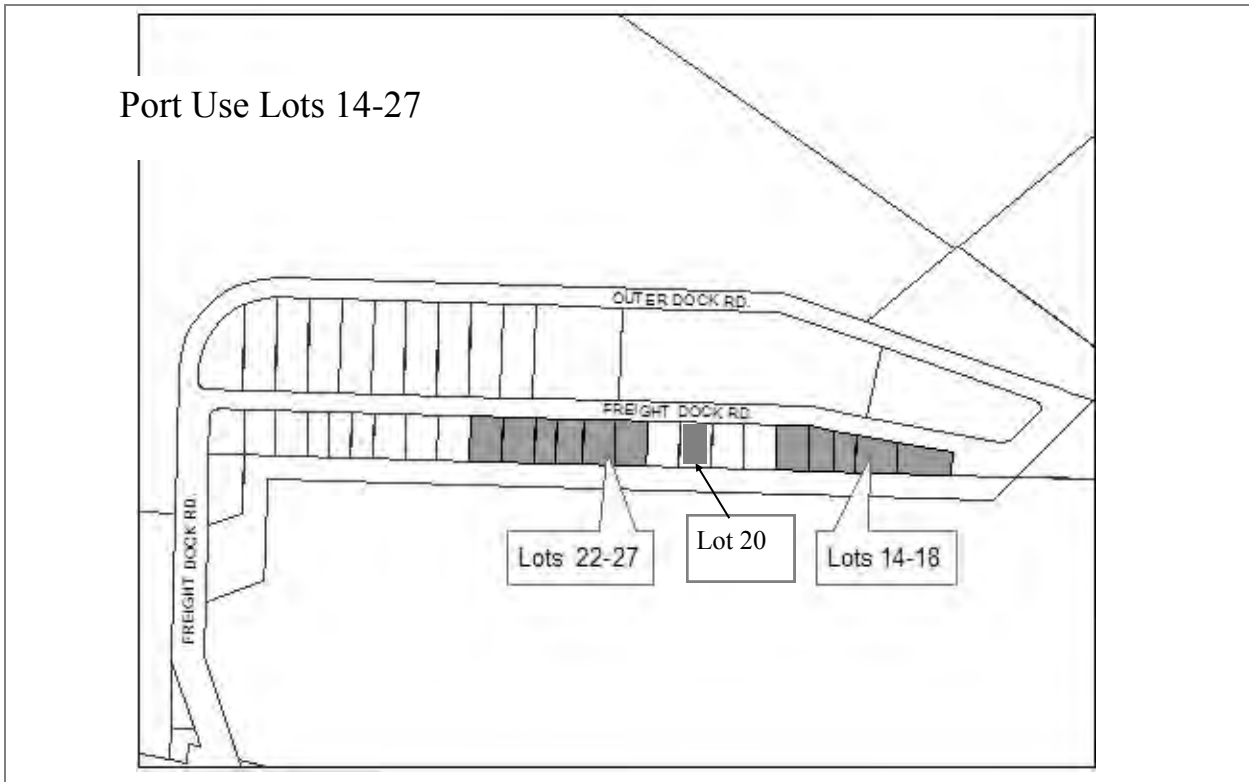 Port Use Lots 14-27
OUTER DOCK RD.
FREIGHT DOCK RD.
FREIGHT DOCK RD.
Lots 22-27
Lot 20
Lots 14-18